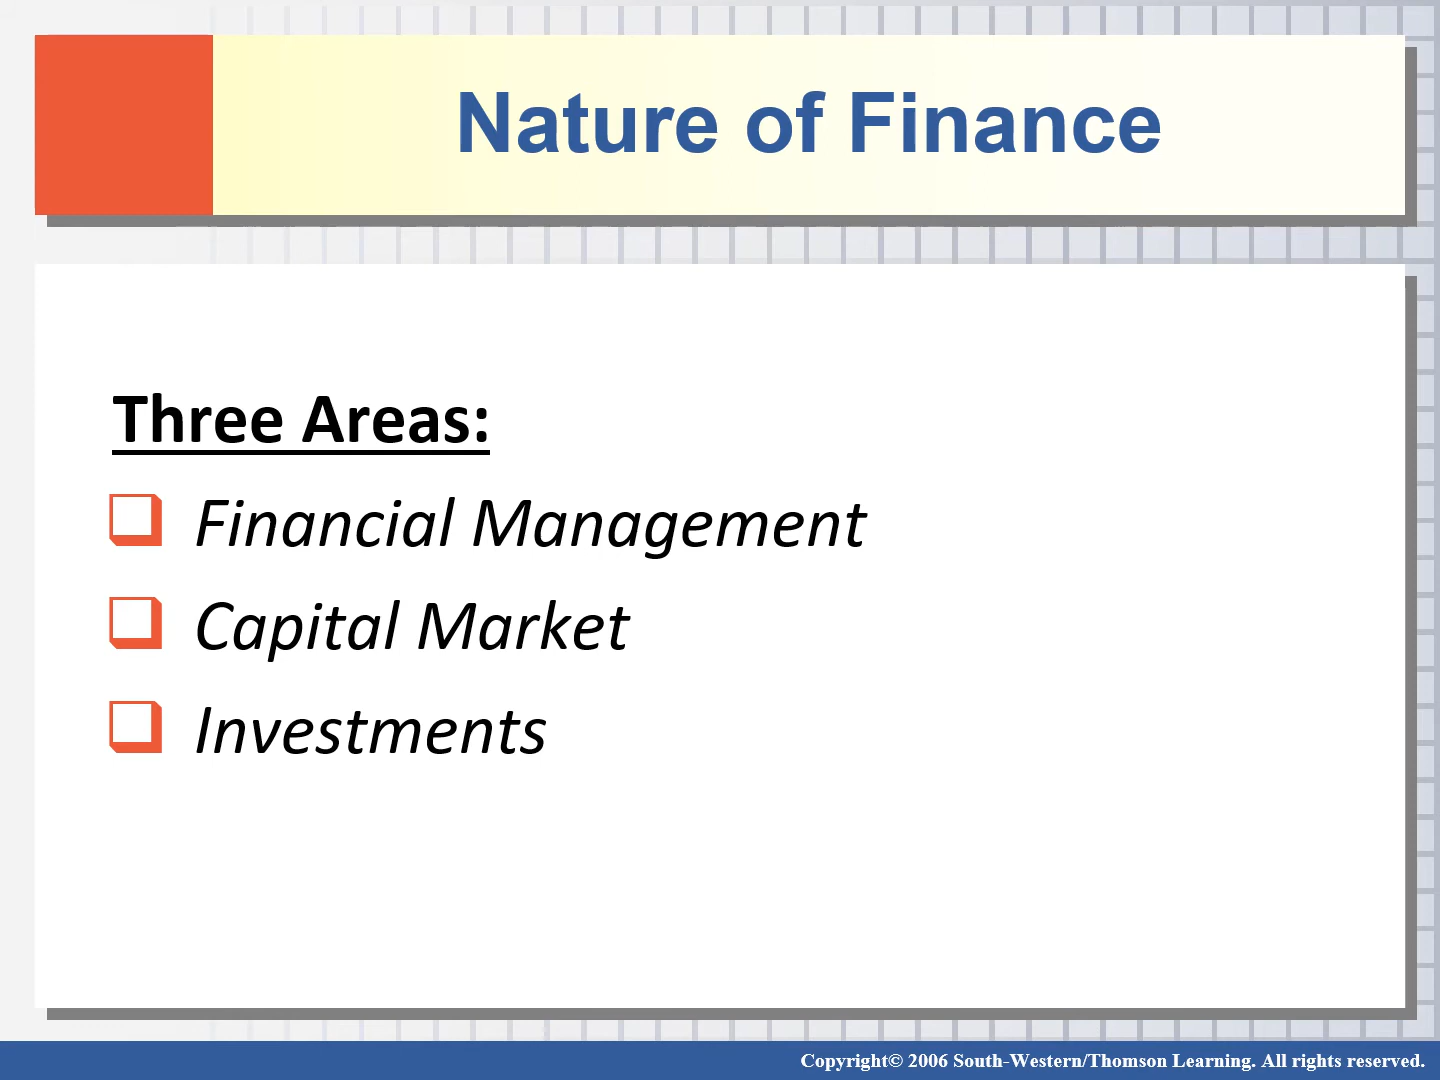 Nature of Finance
Three Areas:
Financial Management
Capital Market
Investments
Copyright© 2006 South-Western/Thomson Learning. All rights reserved.